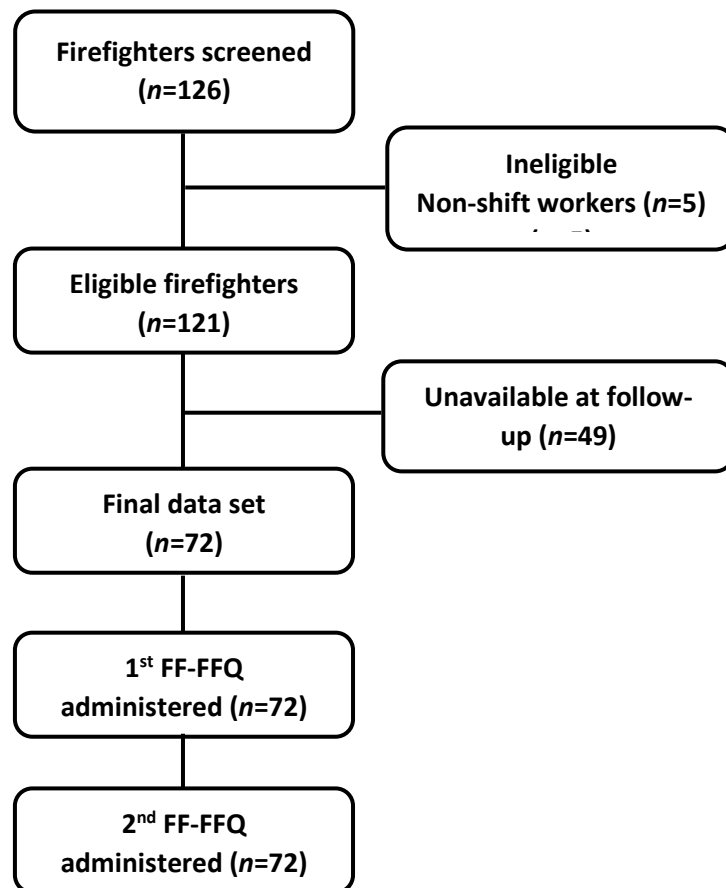 Firefighters screened
(n=126)
Ineligible
Non-shift workers (n=5)
Eligible firefighters
(n=121)
Unavailable at follow-
up (n=49)
Final data set
(n=72)
1st FF-FFQ
administered (n=72)
2nd FF-FFQ
administered (n=72)